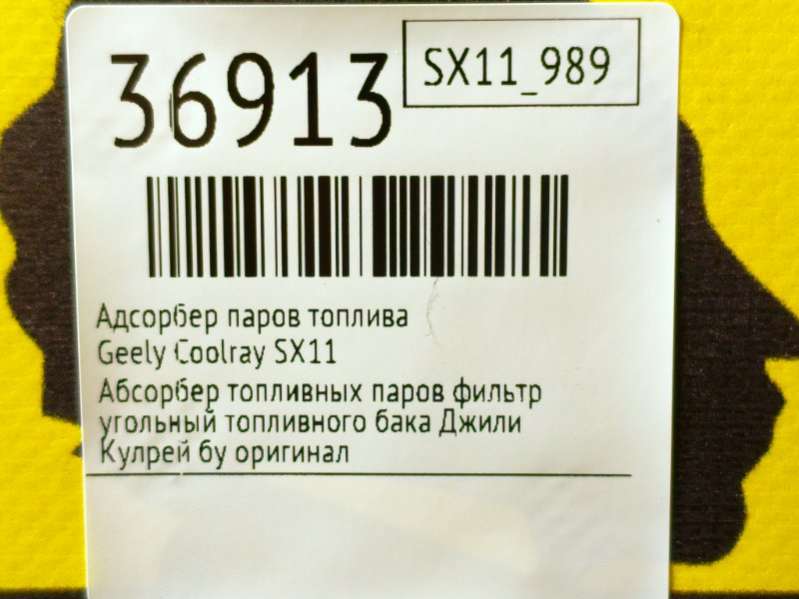 36913
SX11_989
Адсорбер паров топлива
Geely Coolray SX11
Абсорбер топливных паров фильтр
угольный топливного бака Джили
Кулрей бу оригинал